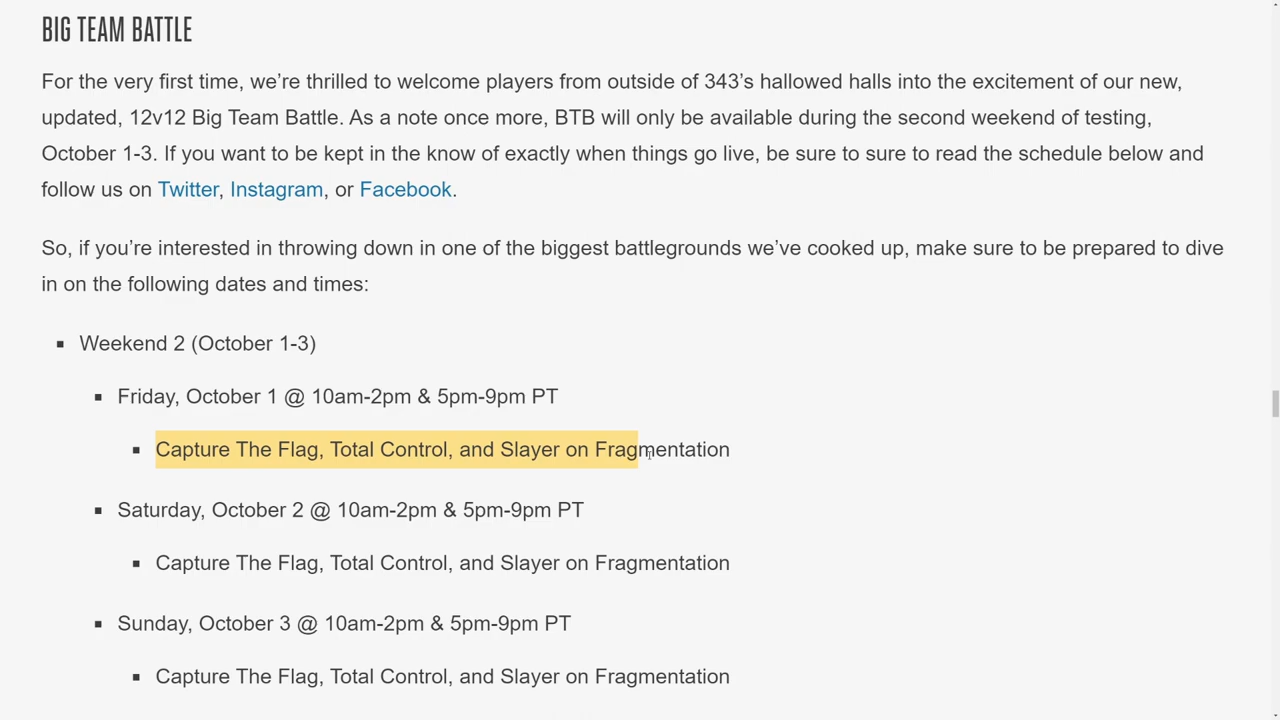 BIG TEAM BATTLE
For the very first time, we’re thrilled to welcome players from outside of 343’s hallowed halls into the excitement of our new,
updated, 12v12 Big Team Battle. As a note once more, BTB will only be available during the second weekend of testing,
October 1-3. If you want to be kept in the know of exactly when things go live, be sure to sure to read the schedule below and
follow us on Twitter, Instagram, or Facebook.
So, if you’re interested in throwing down in one of the biggest battlegrounds we’ve cooked up, make sure to be prepared to dive
in on the following dates and times:
Weekend 2 (October 1-3)
Friday, October 1 @ 10am-2pm & 5pm-9pm PT
Capture The Flag, Total Control, and Slayer on Fragmentation
Saturday, October 2 @ 10am-2pm & 5pm-9pm PT
Capture The Flag, Total Control, and Slayer on Fragmentation
Sunday, October 3 @ 10am-2pm & 5pm-9pm PT
Capture The Flag, Total Control, and Slayer on Fragmentation